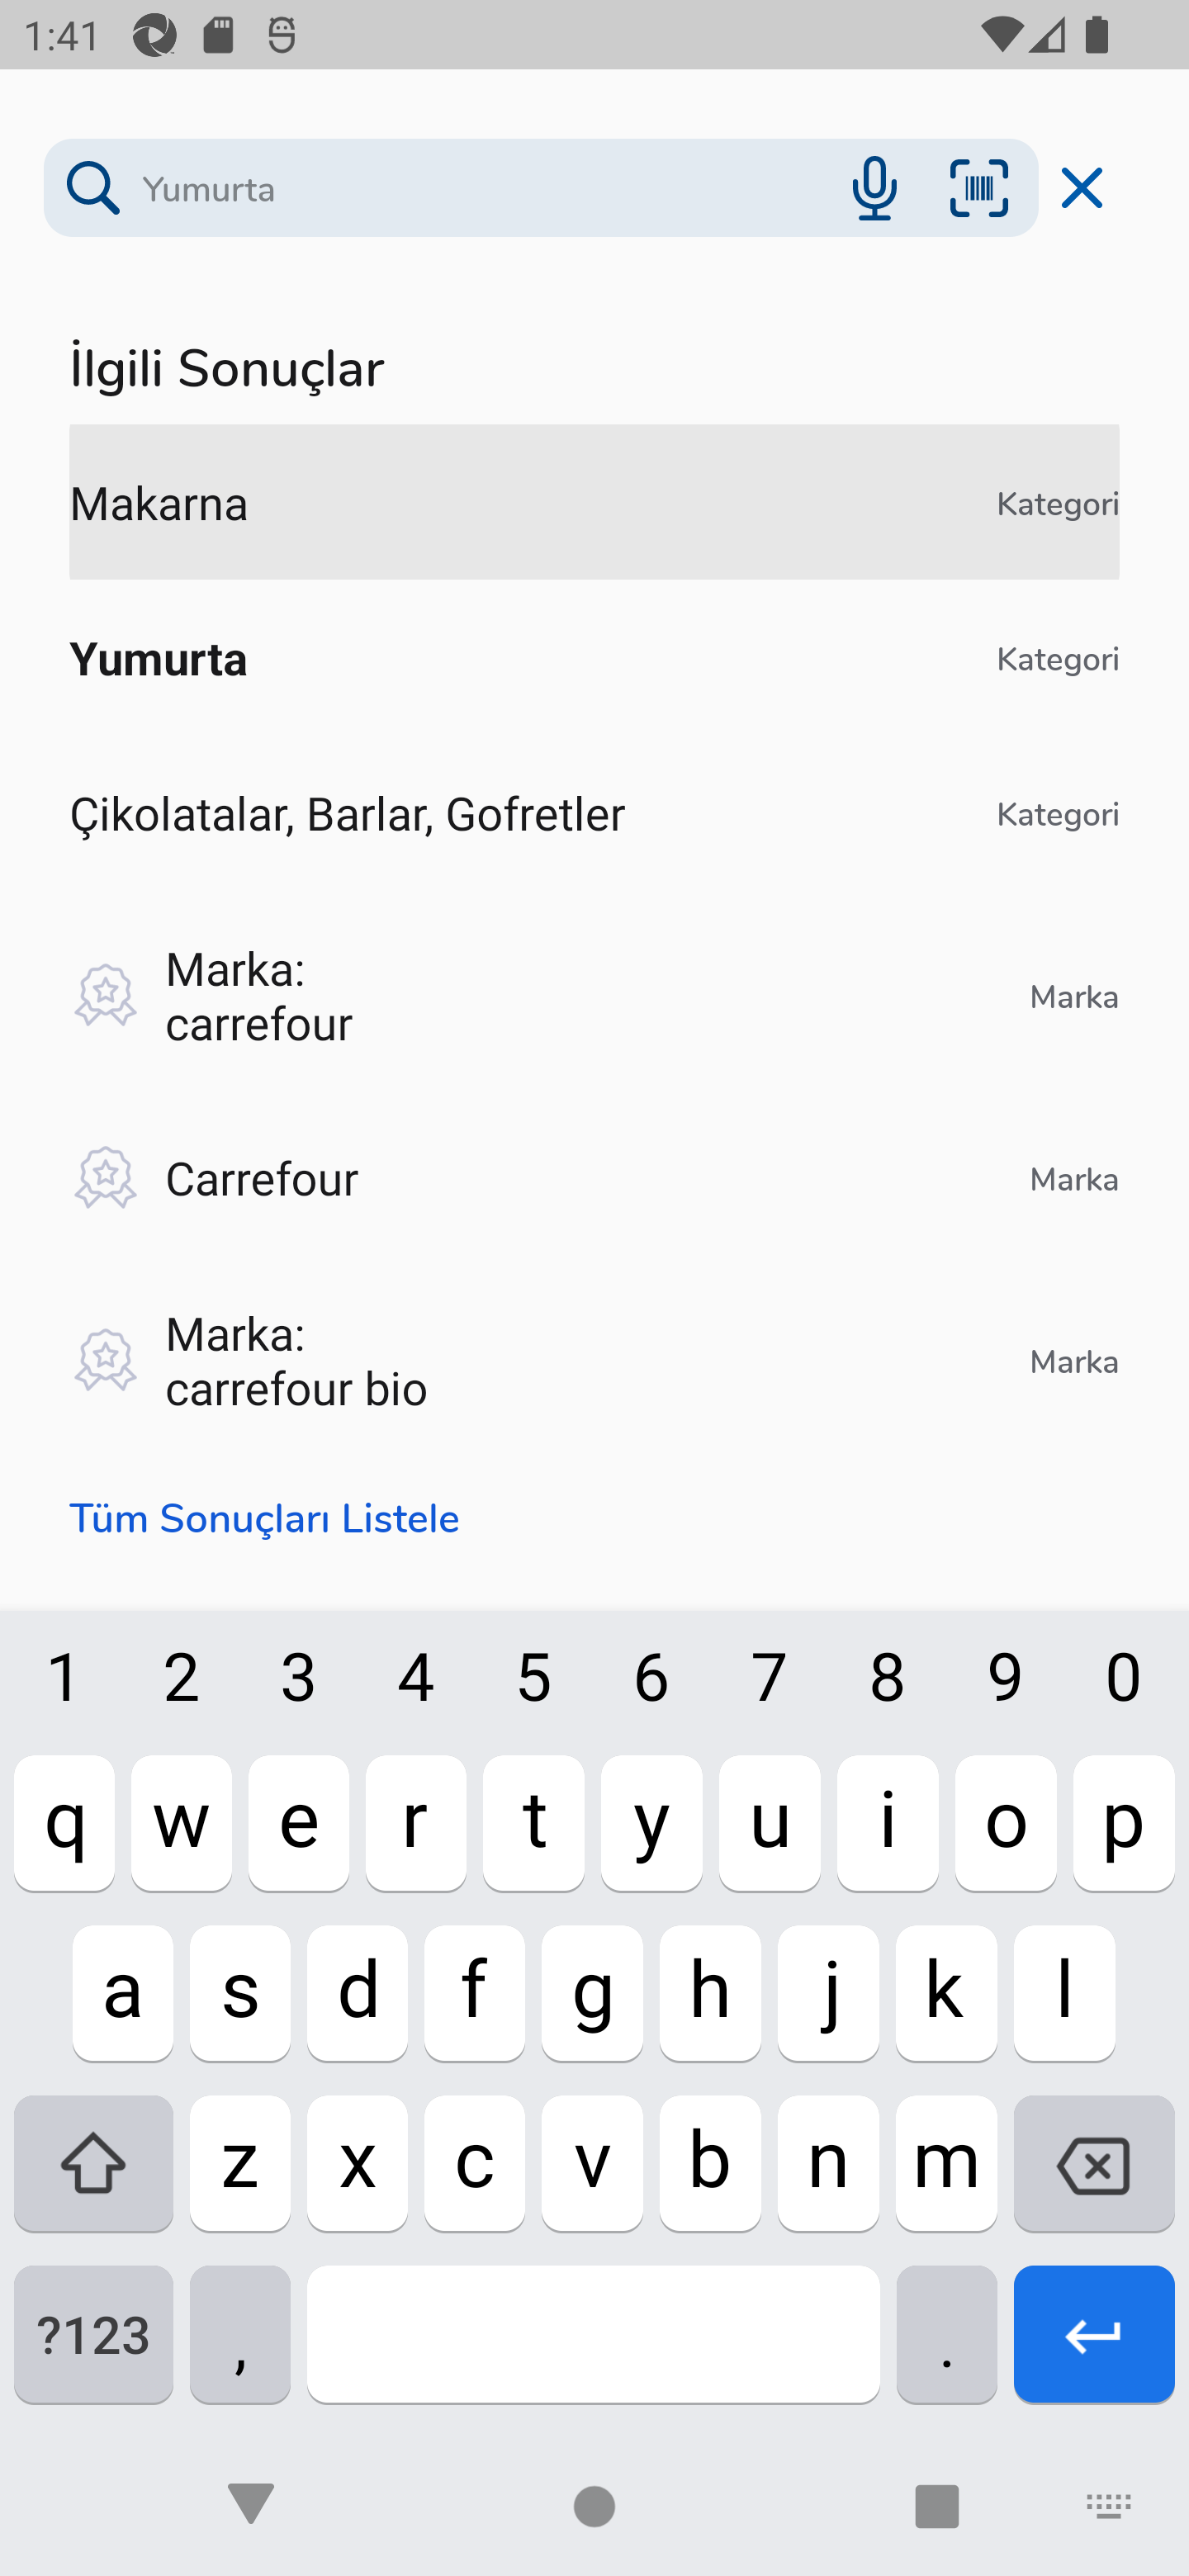 1:41
Yumurta
İlgili Sonuçlar
Makarna Kategori
Yumurta Kategori
Çikolatalar, Barlar, Gofretler Kategori
Marka:
carrefour Marka
Carrefour Marka
Marka:
carrefour bio Marka
Tüm Sonuçları Listele
1 2 3 4 5 6 7 8 9 0
q w e r t y u i o p
a s d f g h j k l
z x c v b n m
?123 , .